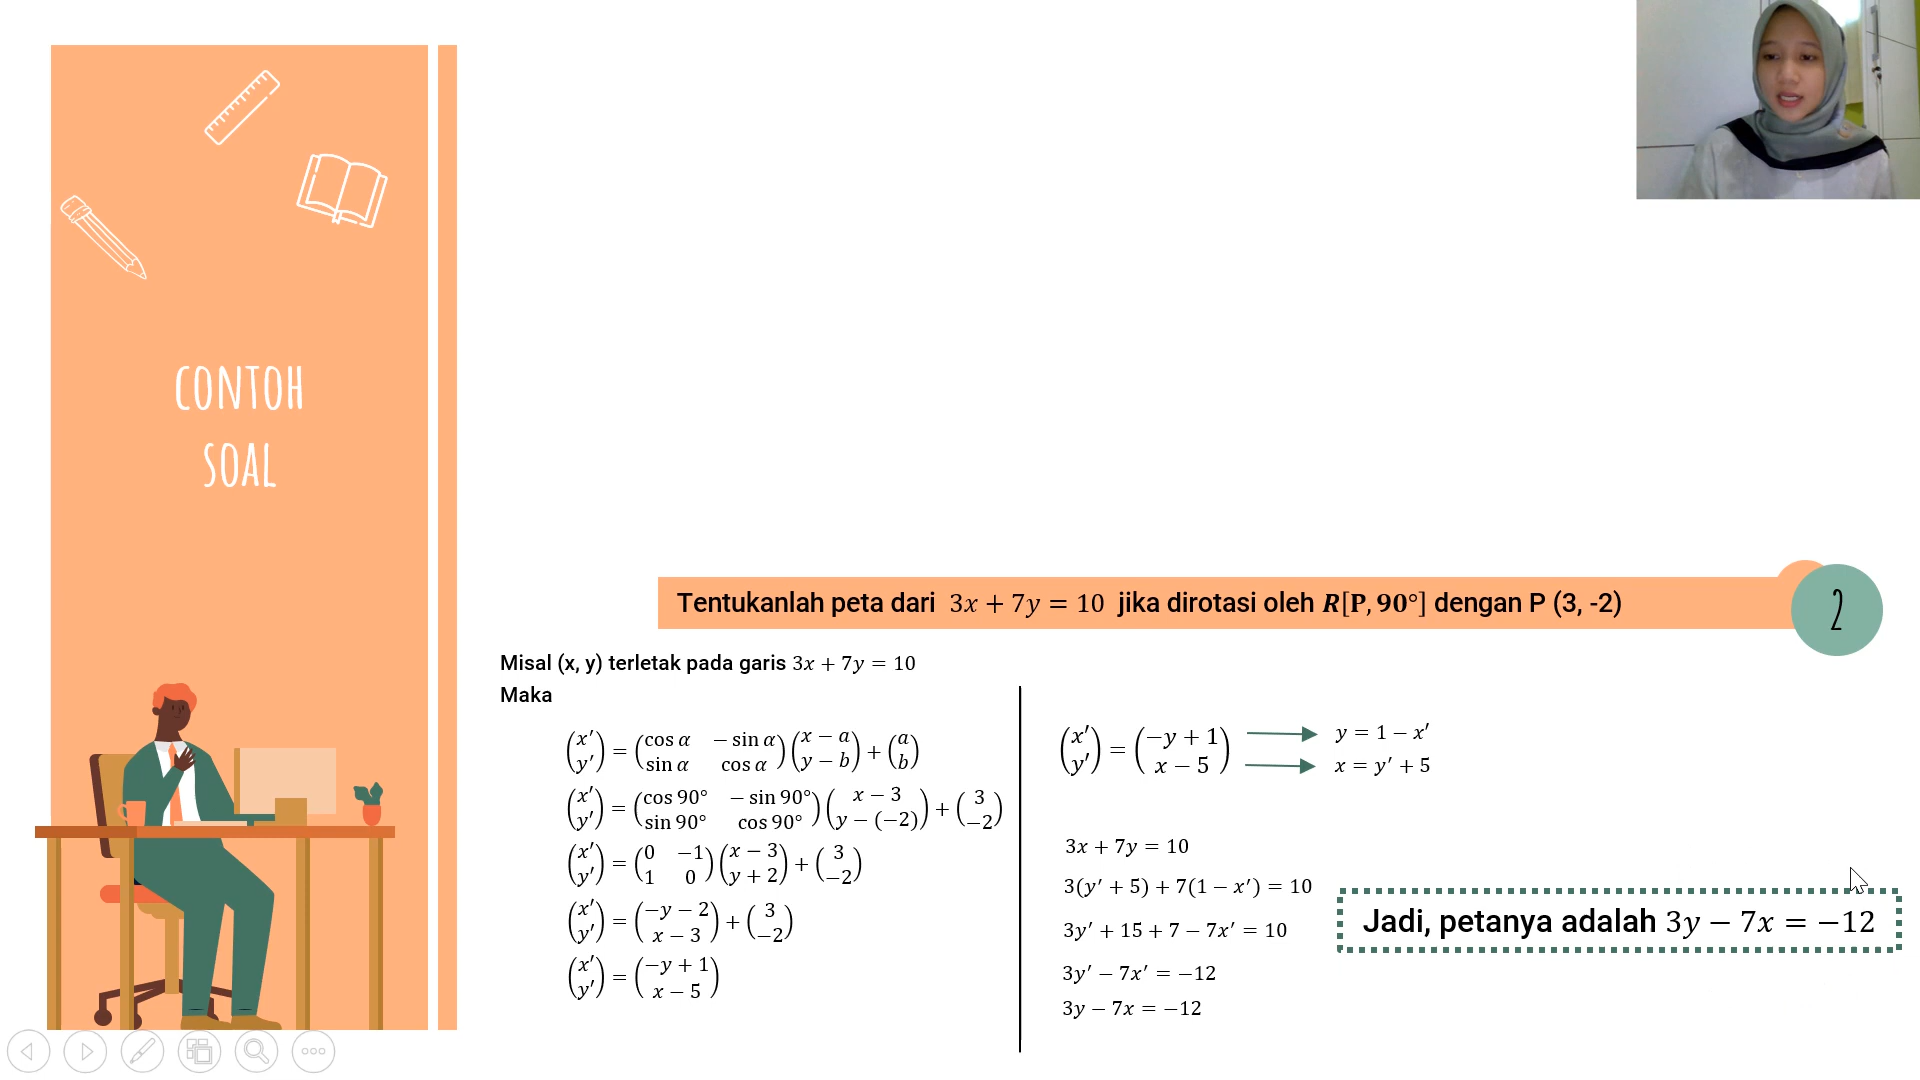 CONTOH
SOAL
Tentukanlah peta dari 3x + 7y = 10 jika dirotasi oleh R[P, 90°] dengan P (3, -2)
2
Misal (x, y) terletak pada garis 3x + 7y = 10
Maka
(x′ y′) = (cos α − sin α sin α cos α)(x − a y − b) + (a b)
(x′ y′) = (cos 90° − sin 90° sin 90° cos 90°)(x − 3 y − (−2)) + (3 −2)
(x′ y′) = (0 −1 1 0)(x − 3 y + 2) + (3 −2)
(x′ y′) = (−y − 2 x − 3) + (3 −2)
(x′ y′) = (−y + 1 x − 5)
(x′ y′) = (−y + 1 x − 5)
y = 1 − x′
x = y′ + 5
3x + 7y = 10
3(y′ + 5) + 7(1 − x′) = 10
3y′ + 15 + 7 − 7x′ = 10
3y′ − 7x′ = −12
3y − 7x = −12
Jadi, petanya adalah 3y − 7x = −12